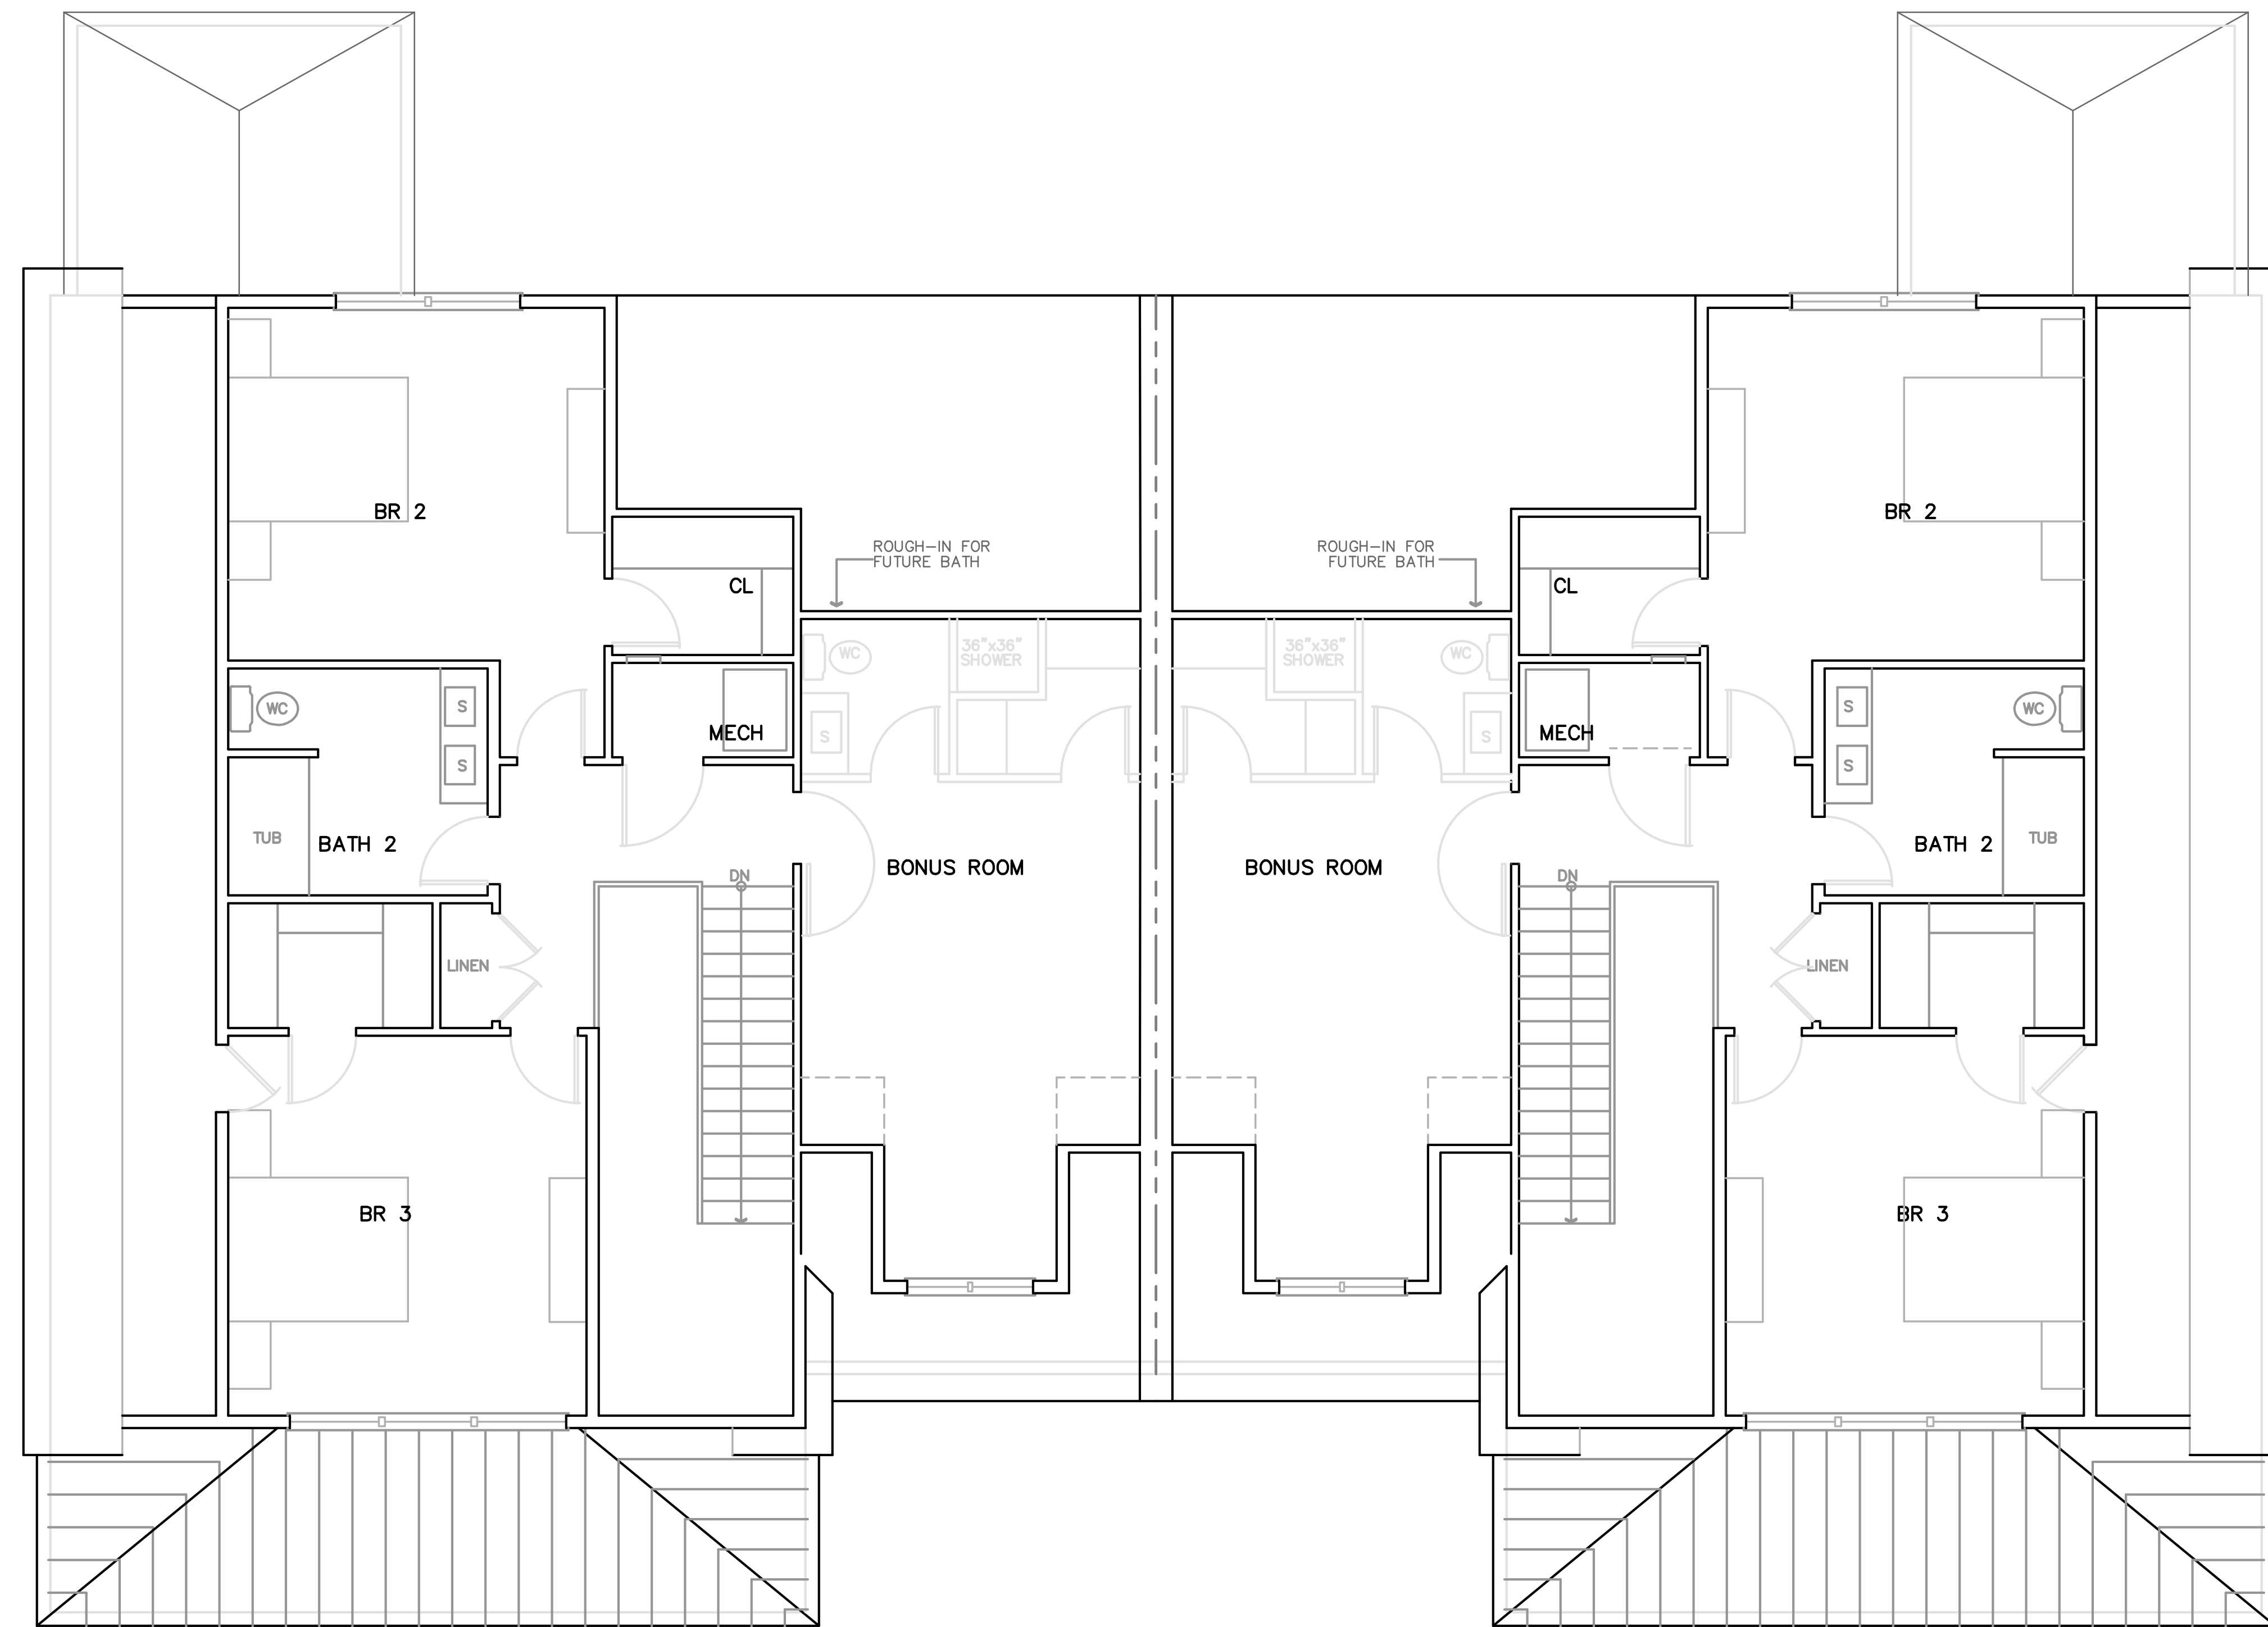 BR 2
BR 2
ROUGH-IN FOR
FUTURE BATH
ROUGH-IN FOR
FUTURE BATH
CL
CL
WC
36"x36"
SHOWER
36"x36"
SHOWER
WC
WC
S
S
WC
MECH
S
S
MECH
S
S
TUB
BATH 2
BATH 2
TUB
DN
BONUS ROOM
BONUS ROOM
DN
LINEN
LINEN
BR 3
BR 3